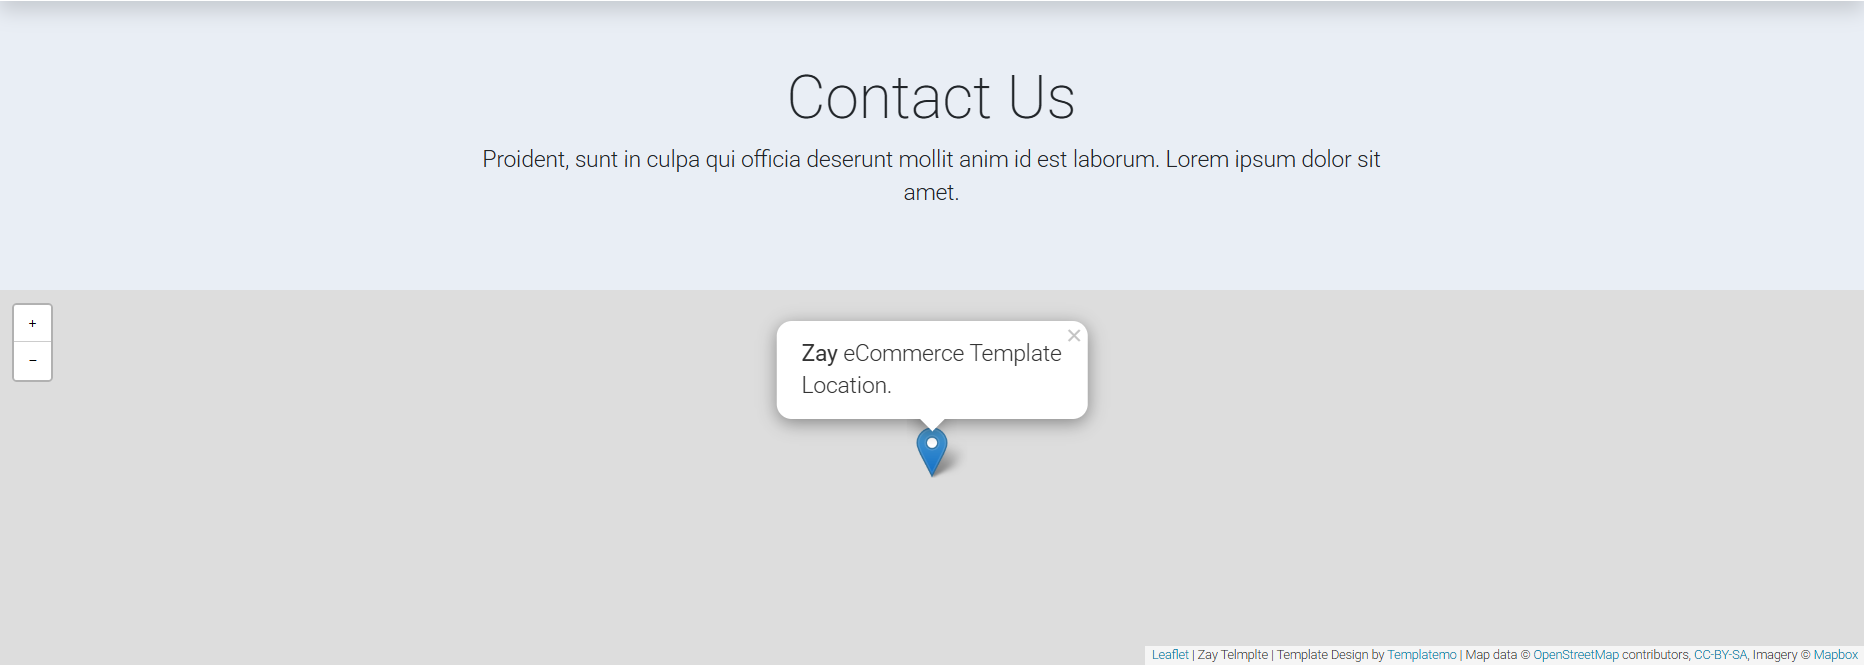 Contact Us
Proident, sunt in culpa qui officia deserunt mollit anim id est laborum. Lorem ipsum dolor sit
amet.
+
−
×
Zay eCommerce Template
Location.
Leaflet | Zay Telmplte | Template Design by Templatemo | Map data © OpenStreetMap contributors, CC-BY-SA, Imagery © Mapbox